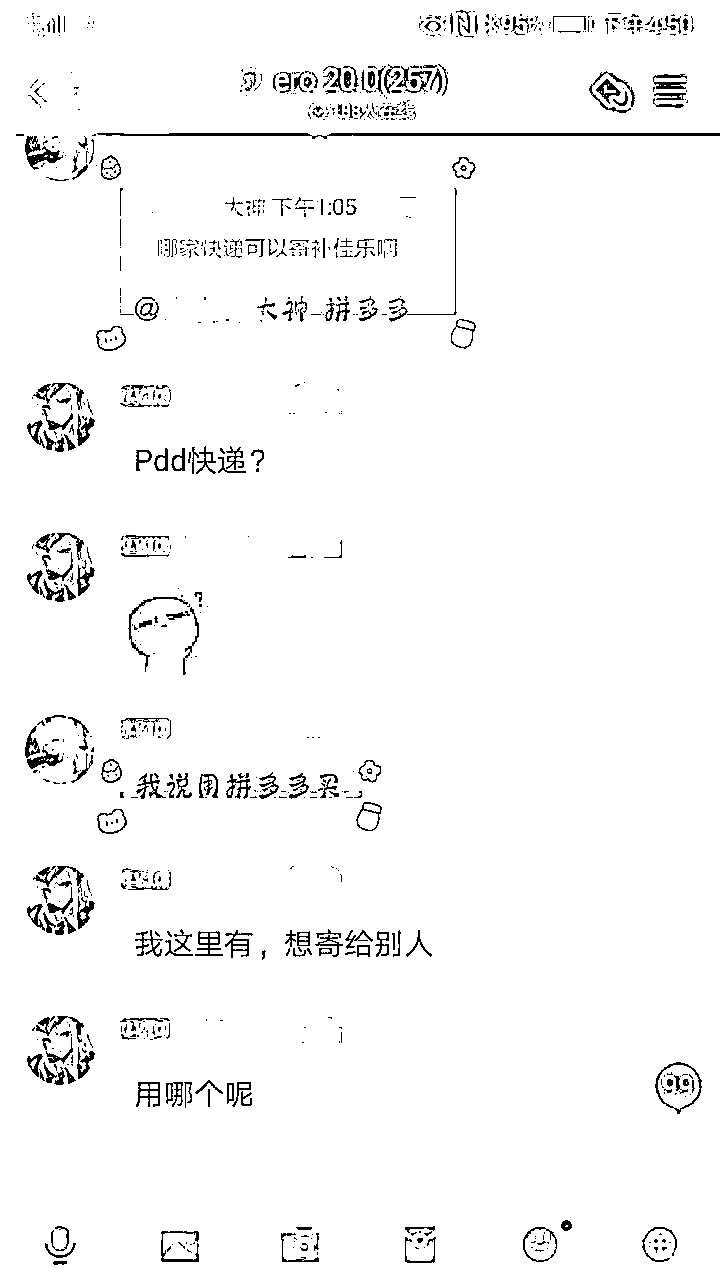 95% 下午4:50
ero 20.0(257)
188人在线
大神 下午1:05
哪家快递可以寄补佳乐啊
@ 大神 拼多多
Pdd快递?
?
我说用拼多多买
我这里有，想寄给别人
用哪个呢
99